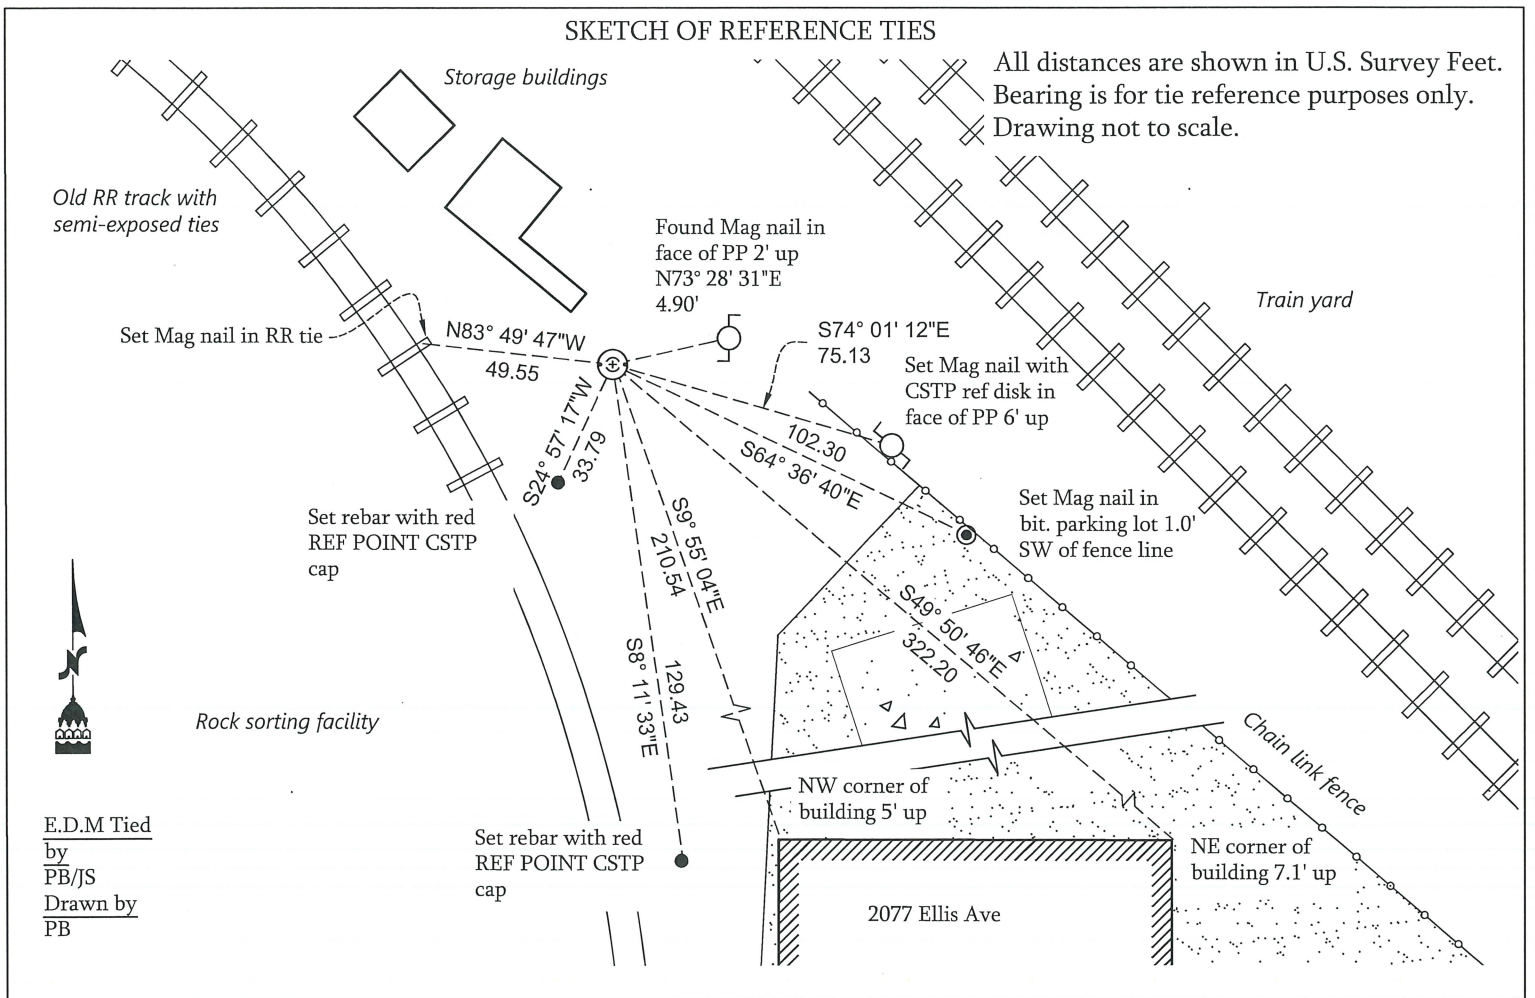 SKETCH OF REFERENCE TIES
All distances are shown in U.S. Survey Feet.
Bearing is for tie reference purposes only.
Drawing not to scale.
Storage buildings
Old RR track with
semi-exposed ties
Found Mag nail in
face of PP 2' up
N73° 28' 31"E
4.90'
Train yard
Set Mag nail in RR tie
N83° 49' 47"W
49.55
S74° 01' 12"E
75.13
Set Mag nail with
CSTP ref disk in
face of PP 6' up
S24° 57' 17"W
33.79
102.30
S64° 36' 40"E
Set rebar with red
REF POINT CSTP
cap
Set Mag nail in
bit. parking lot 1.0'
SW of fence line
S9° 55' 04"E
210.54
S49° 50' 46"E
322.20
S8° 11' 33"E
129.43
N
Rock sorting facility
Chain link fence
NW corner of
building 5' up
E.D.M Tied
by
PB/JS
Drawn by
PB
Set rebar with red
REF POINT CSTP
cap
NE corner of
building 7.1' up
2077 Ellis Ave